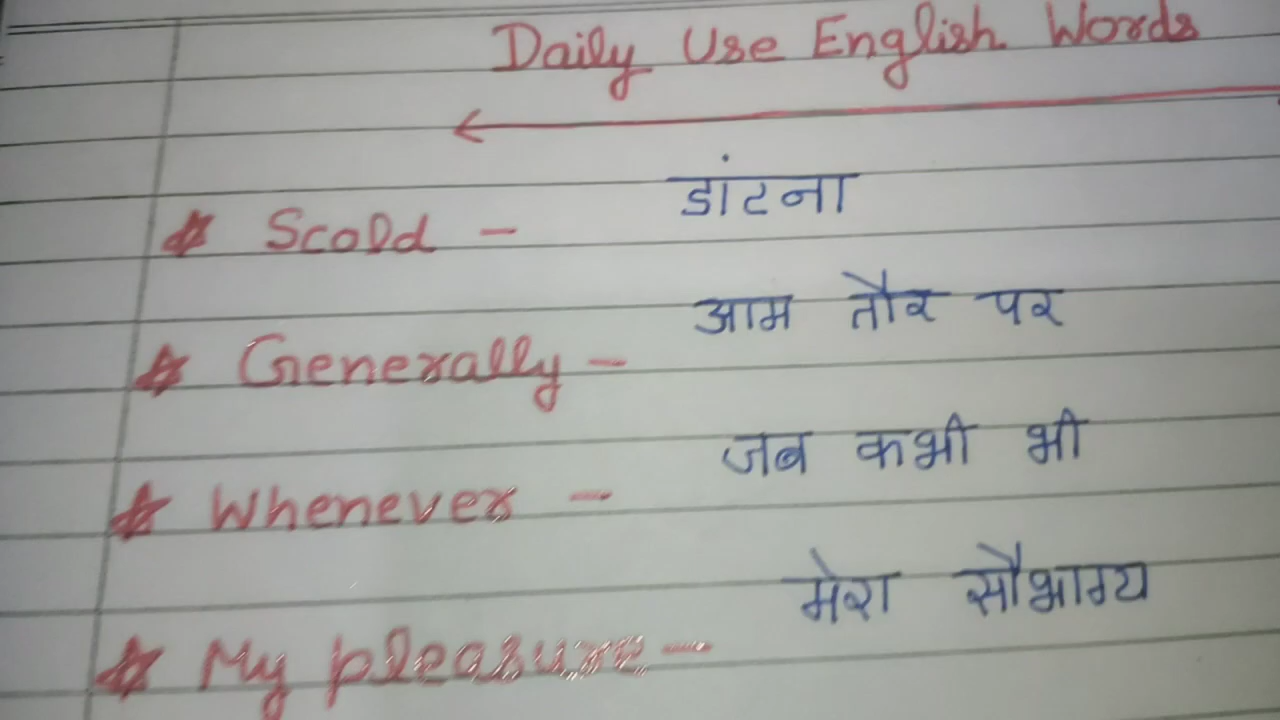 Daily Use English Words
Scold - डांटना
Generally - आम तौर पर
Whenever - जब कभी भी
My pleasure - मेरा सौभाग्य